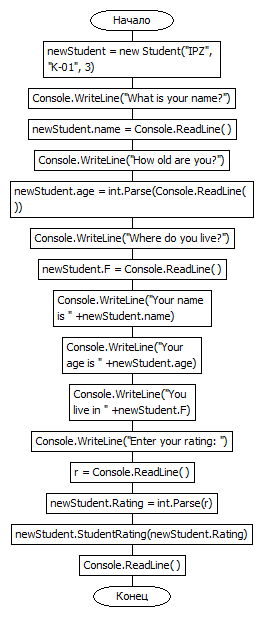 Начало
newStudent = new Student("IPZ",
"K-01", 3)
Console.WriteLine("What is your name?")
newStudent.name = Console.ReadLine( )
Console.WriteLine("How old are you?")
newStudent.age = int.Parse(Console.ReadLine(
))
Console.WriteLine("Where do you live?")
newStudent.F = Console.ReadLine( )
Console.WriteLine("Your name
is " +newStudent.name)
Console.WriteLine("Your
age is " +newStudent.age)
Console.WriteLine("You
live in " +newStudent.F)
Console.WriteLine("Enter your rating: ")
r = Console.ReadLine( )
newStudent.Rating = int.Parse(r)
newStudent.StudentRating(newStudent.Rating)
Console.ReadLine( )
Конец